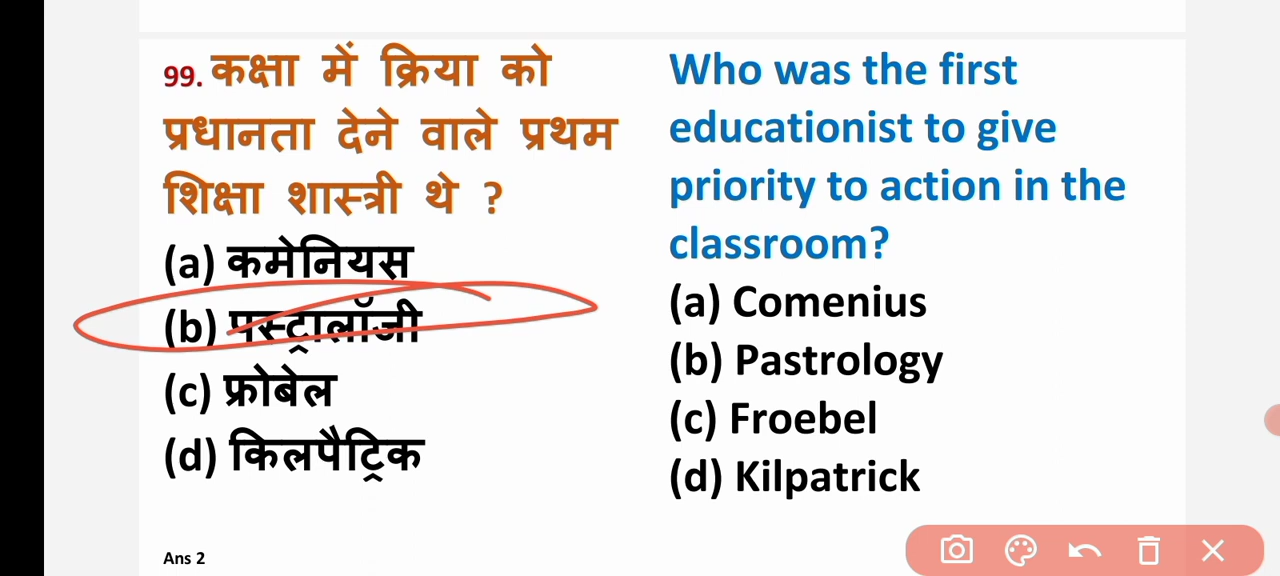 99. कक्षा में क्रिया को
प्रधानता देने वाले प्रथम
शिक्षा शास्त्री थे ?
(a) कमेनियस
(b) पस्ट्रालॉजी
(c) फ्रोबेल
(d) किलपैट्रिक
Who was the first
educationist to give
priority to action in the
classroom?
(a) Comenius
(b) Pastrology
(c) Froebel
(d) Kilpatrick
Ans 2